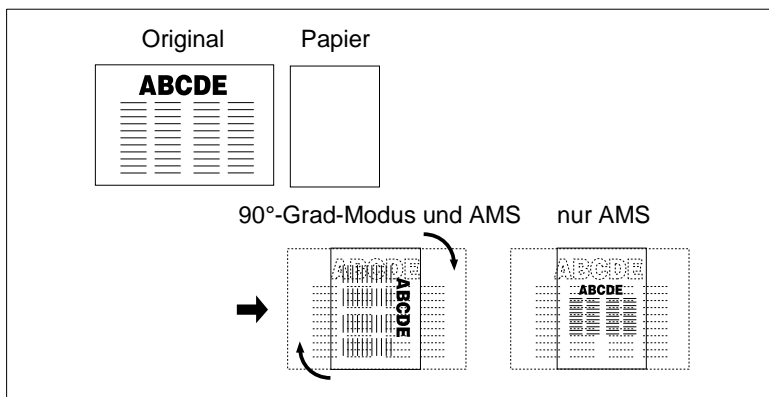 Original Papier
ABCDE
90°-Grad-Modus und AMS nur AMS
ABCDE ABCDE
ABCDE ABCDE